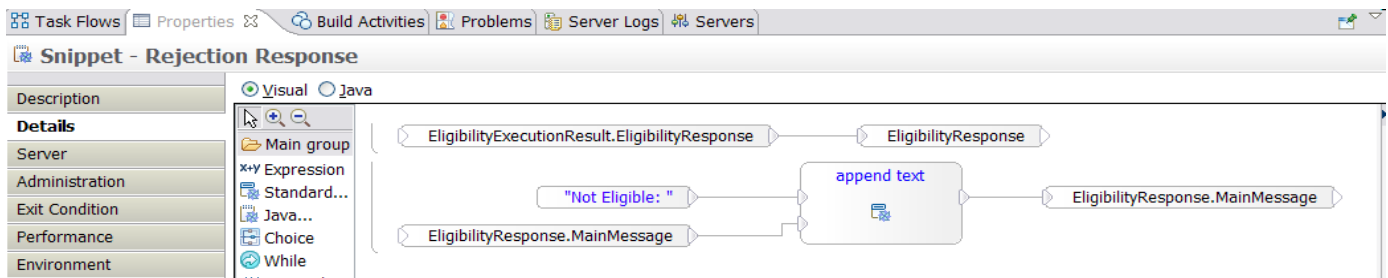 Task Flows Properties Build Activities Problems Server Logs Servers
Snippet - Rejection Response
Visual Java
Description
Details
Server
Administration
Exit Condition
Performance
Environment
Main group
x+y Expression
Standard...
Java...
Choice
While
EligibilityExecutionResult.EligibilityResponse EligibilityResponse
append text
"Not Eligible: " EligibilityResponse.MainMessage
EligibilityResponse.MainMessage